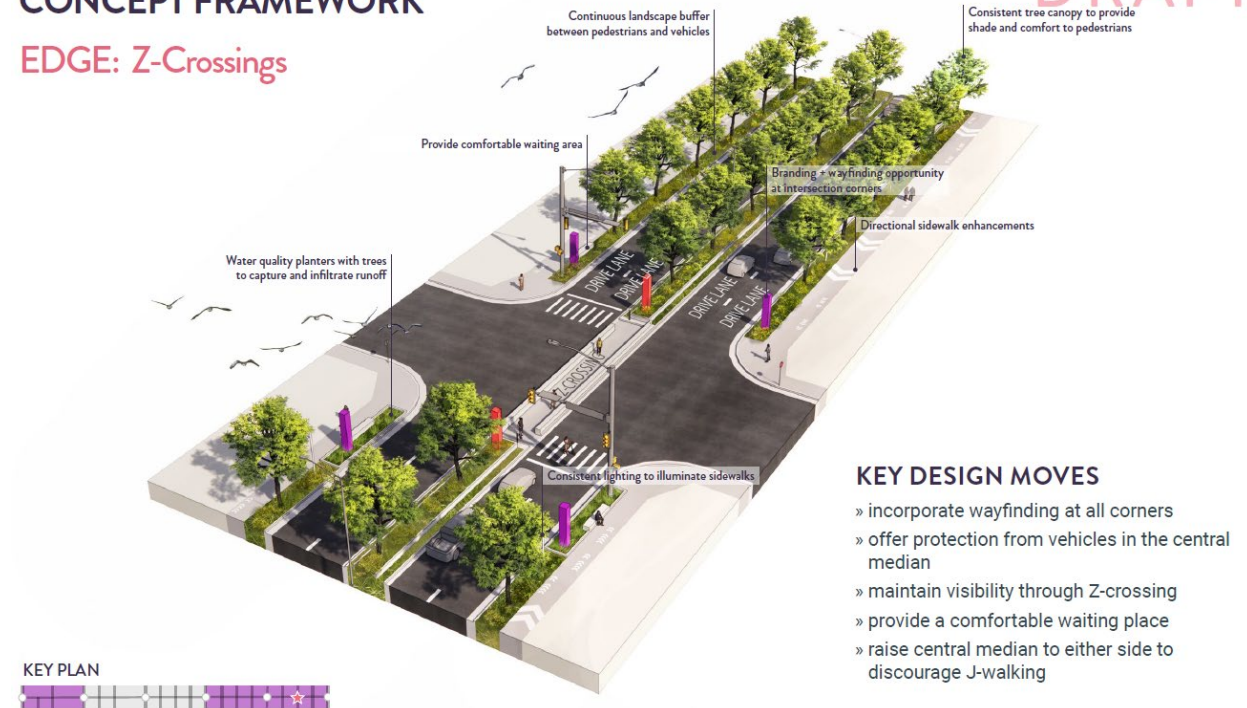 CONCEPT FRAMEWORK
DRAFT
EDGE: Z-Crossings
Continuous landscape buffer
between pedestrians and vehicles
Consistent tree canopy to provide
shade and comfort to pedestrians
Provide comfortable waiting area
Branding + wayfinding opportunity
at intersection corners
Directional sidewalk enhancements
Water quality planters with trees
to capture and infiltrate runoff
DRIVE LANE
DRIVE LANE
DRIVE LANE
DRIVE LANE
Z-CROSSING
Consistent lighting to illuminate sidewalks
KEY DESIGN MOVES
» incorporate wayfinding at all corners
» offer protection from vehicles in the central
median
» maintain visibility through Z-crossing
» provide a comfortable waiting place
» raise central median to either side to
discourage J-walking
KEY PLAN